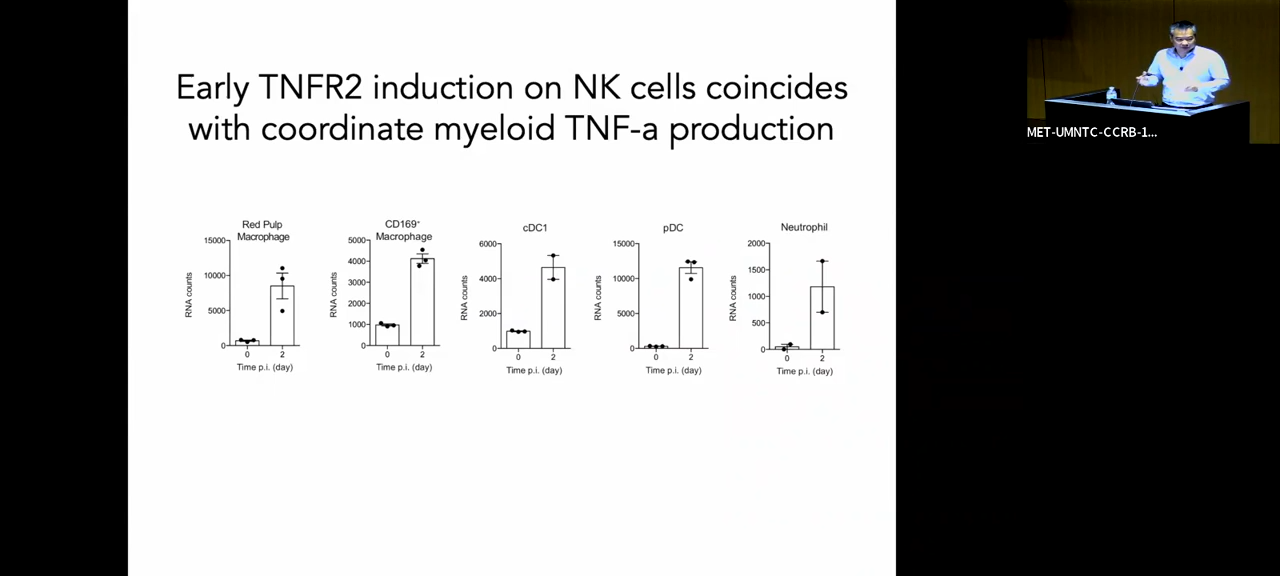 Early TNFR2 induction on NK cells coincides
with coordinate myeloid TNF-a production
Red Pulp
Macrophage
15000
10000
5000
0
RNA counts
0 2
Time p.i. (day)
CD169⁺
Macrophage
5000
4000
3000
2000
1000
0
RNA counts
0 2
Time p.i. (day)
cDC1
6000
4000
2000
0
RNA counts
0 2
Time p.i. (day)
pDC
15000
10000
5000
0
RNA counts
0 2
Time p.i. (day)
Neutrophil
2000
1500
1000
500
0
RNA counts
0 2
Time p.i. (day)
MET-UMNTC-CCRB-1...